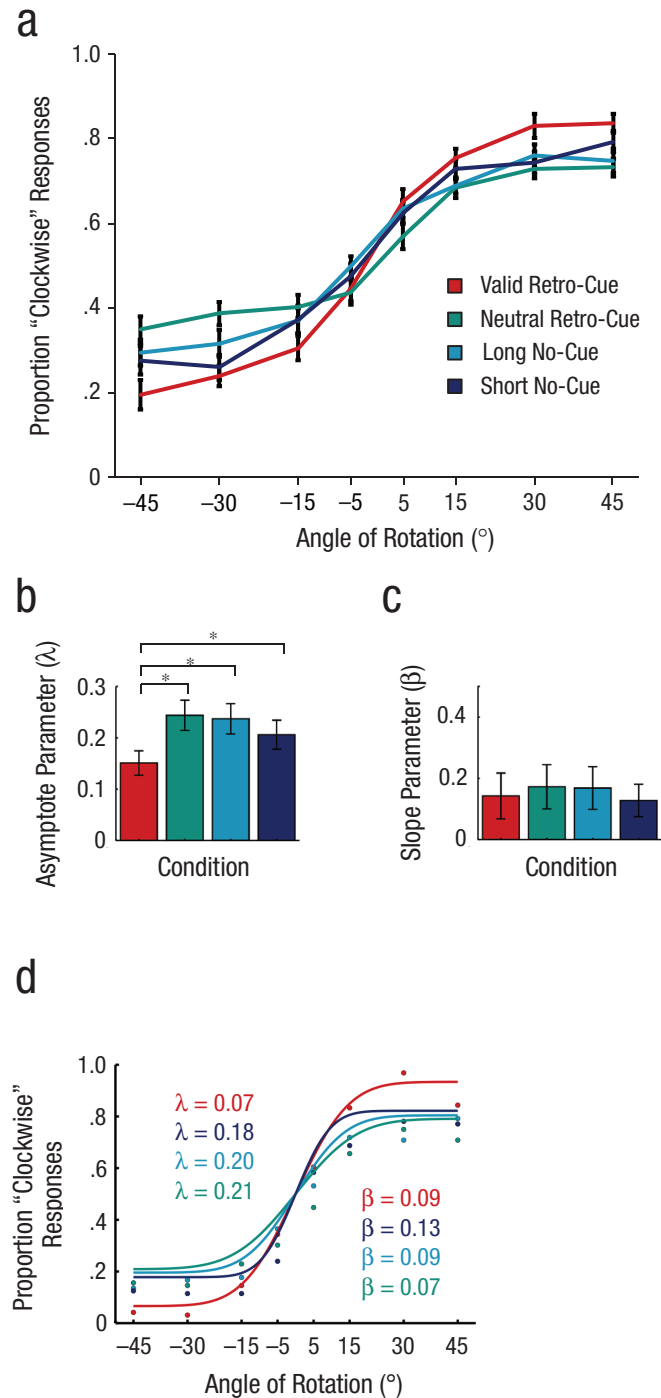 a
Proportion “Clockwise” Responses
1.0
.8
.6
.4
.2
0
Valid Retro-Cue
Neutral Retro-Cue
Long No-Cue
Short No-Cue
–45 –30 –15 –5 5 15 30 45
Angle of Rotation (°)
b
Asymptote Parameter (λ)
0.3
0.2
0.1
0
*
*
*
Condition
c
Slope Parameter (β)
0.4
0.2
0
Condition
d
Proportion “Clockwise”
Responses
1.0
.8
.6
.4
.2
0
λ = 0.07
λ = 0.18
λ = 0.20
λ = 0.21
β = 0.09
β = 0.13
β = 0.09
β = 0.07
–45 –30 –15 –5 5 15 30 45
Angle of Rotation (°)